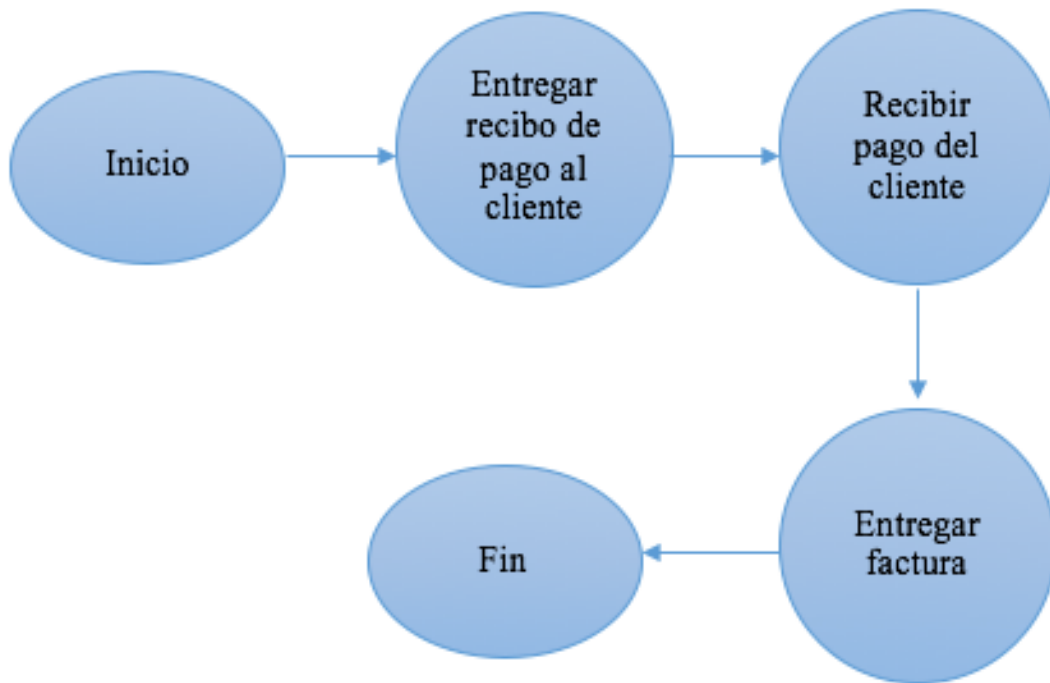 Inicio
Entregar
recibo de
pago al
cliente
Recibir
pago del
cliente
Entregar
factura
Fin